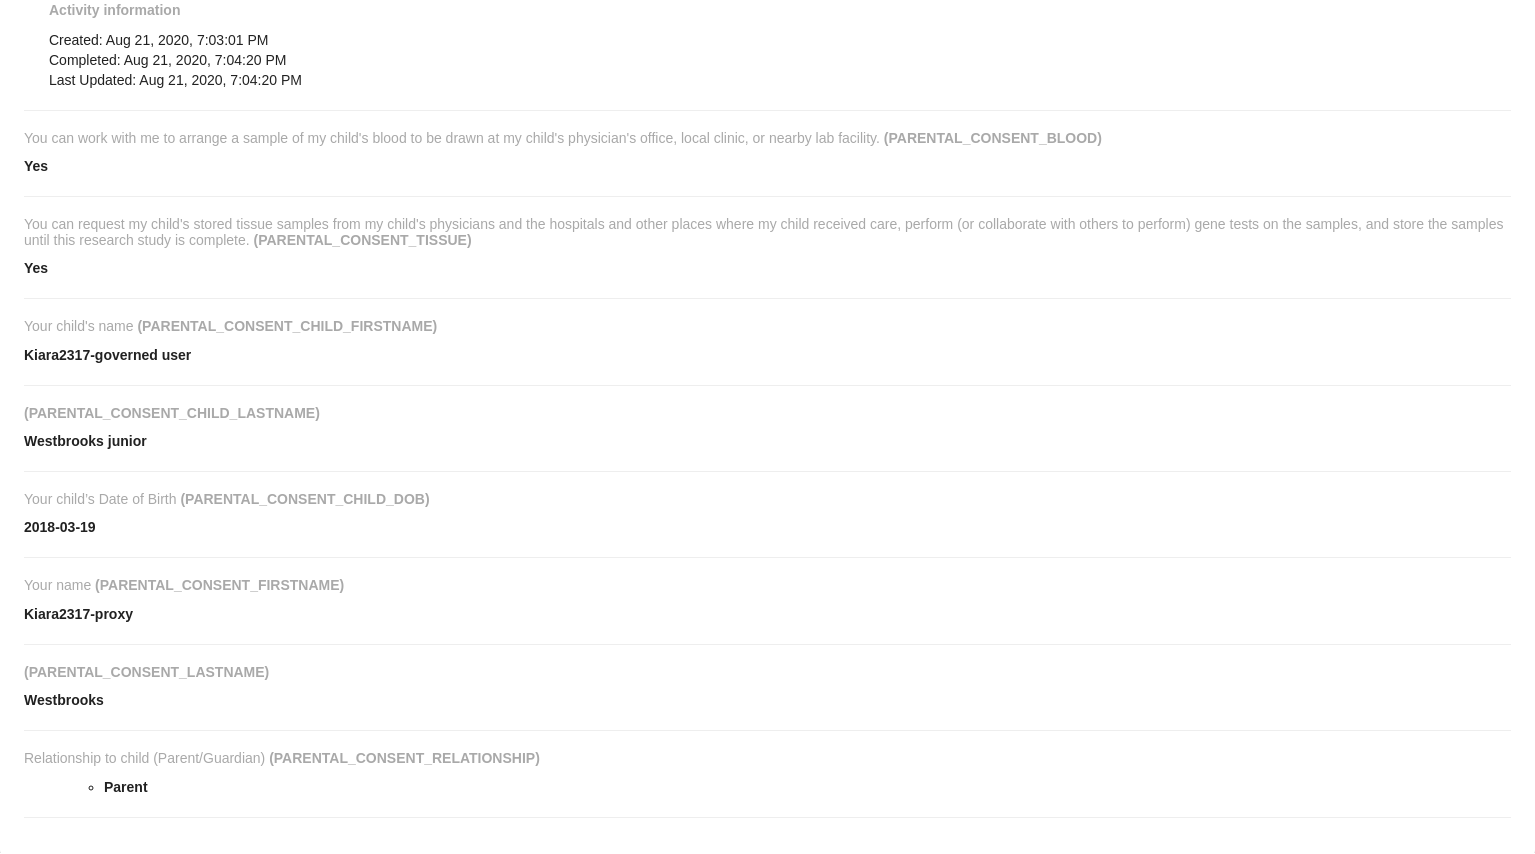 Activity information
Created: Aug 21, 2020, 7:03:01 PM
Completed: Aug 21, 2020, 7:04:20 PM
Last Updated: Aug 21, 2020, 7:04:20 PM
You can work with me to arrange a sample of my child's blood to be drawn at my child's physician's office, local clinic, or nearby lab facility. (PARENTAL_CONSENT_BLOOD)
Yes
You can request my child's stored tissue samples from my child's physicians and the hospitals and other places where my child received care, perform (or collaborate with others to perform) gene tests on the samples, and store the samples
until this research study is complete. (PARENTAL_CONSENT_TISSUE)
Yes
Your child's name (PARENTAL_CONSENT_CHILD_FIRSTNAME)
Kiara2317-governed user
(PARENTAL_CONSENT_CHILD_LASTNAME)
Westbrooks junior
Your child’s Date of Birth (PARENTAL_CONSENT_CHILD_DOB)
2018-03-19
Your name (PARENTAL_CONSENT_FIRSTNAME)
Kiara2317-proxy
(PARENTAL_CONSENT_LASTNAME)
Westbrooks
Relationship to child (Parent/Guardian) (PARENTAL_CONSENT_RELATIONSHIP)
Parent